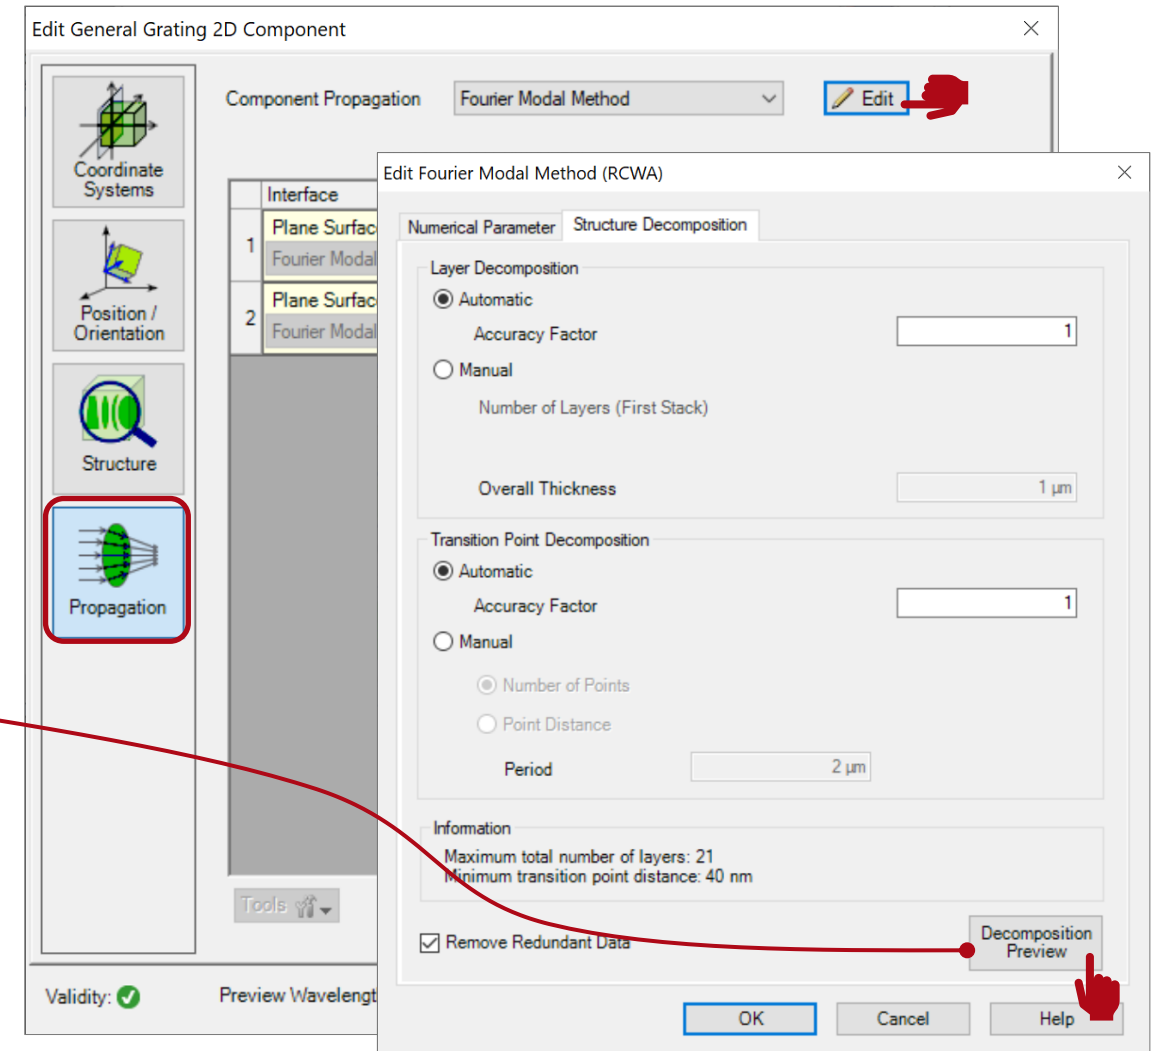 Edit General Grating 2D Component
Coordinate
Systems
Position /
Orientation
Structure
Propagation
Component Propagation
Fourier Modal Method
Edit
Interface
1
Plane Surfac
Fourier Modal
2
Plane Surfac
Fourier Modal
Tools
Validity:
Preview Wavelengt
Edit Fourier Modal Method (RCWA)
Numerical Parameter
Structure Decomposition
Layer Decomposition
Automatic
Accuracy Factor
1
Manual
Number of Layers (First Stack)
Overall Thickness
1 µm
Transition Point Decomposition
Automatic
Accuracy Factor
1
Manual
Number of Points
Point Distance
Period
2 µm
Information
Maximum total number of layers: 21
Minimum transition point distance: 40 nm
Remove Redundant Data
Decomposition
Preview
OK
Cancel
Help